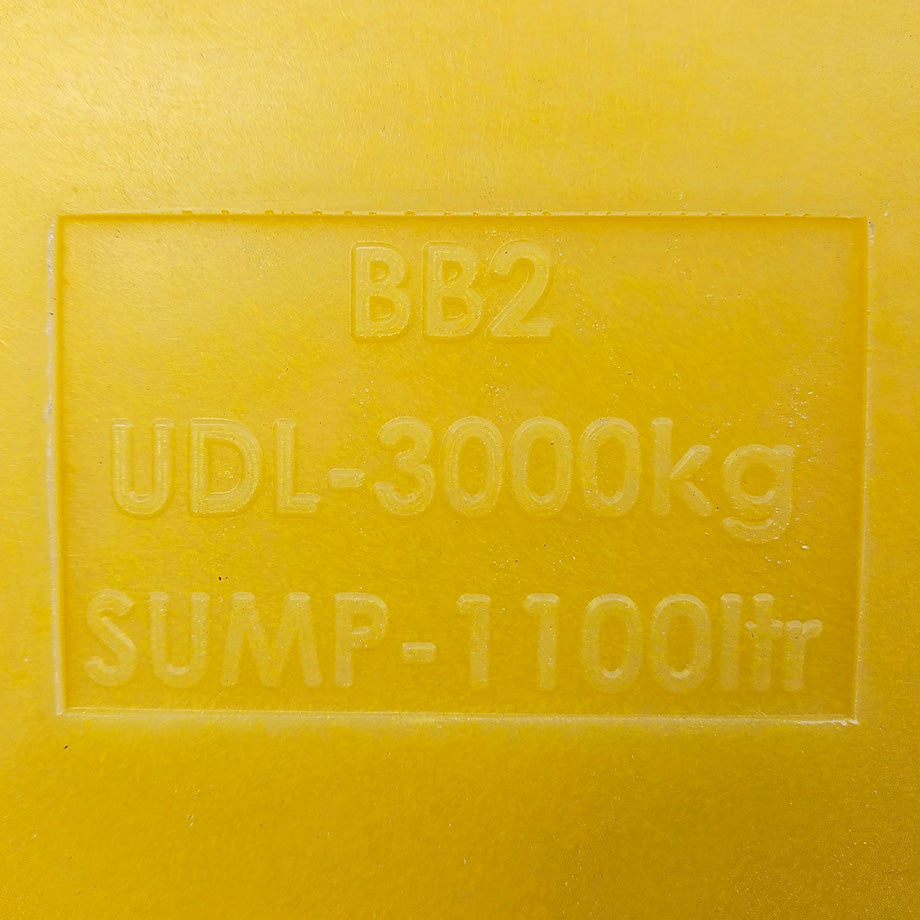 BB2
UDL-3000kg
SUMP-1100ltr